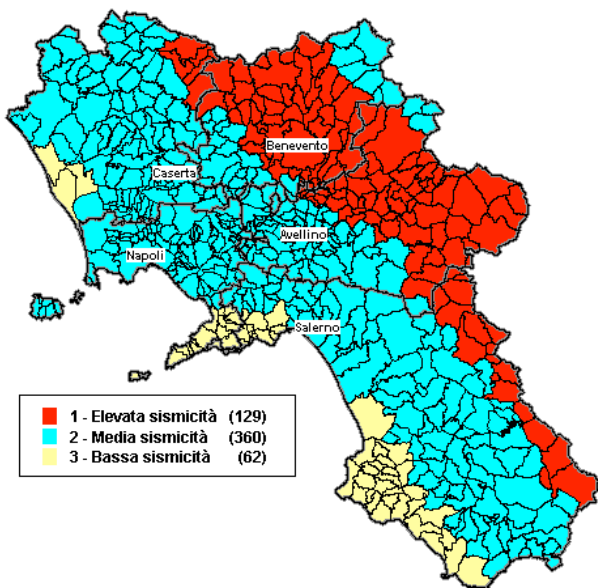 Benevento
Caserta
Avellino
Napoli
Salerno
1 - Elevata sismicità (129)
2 - Media sismicità (360)
3 - Bassa sismicità (62)